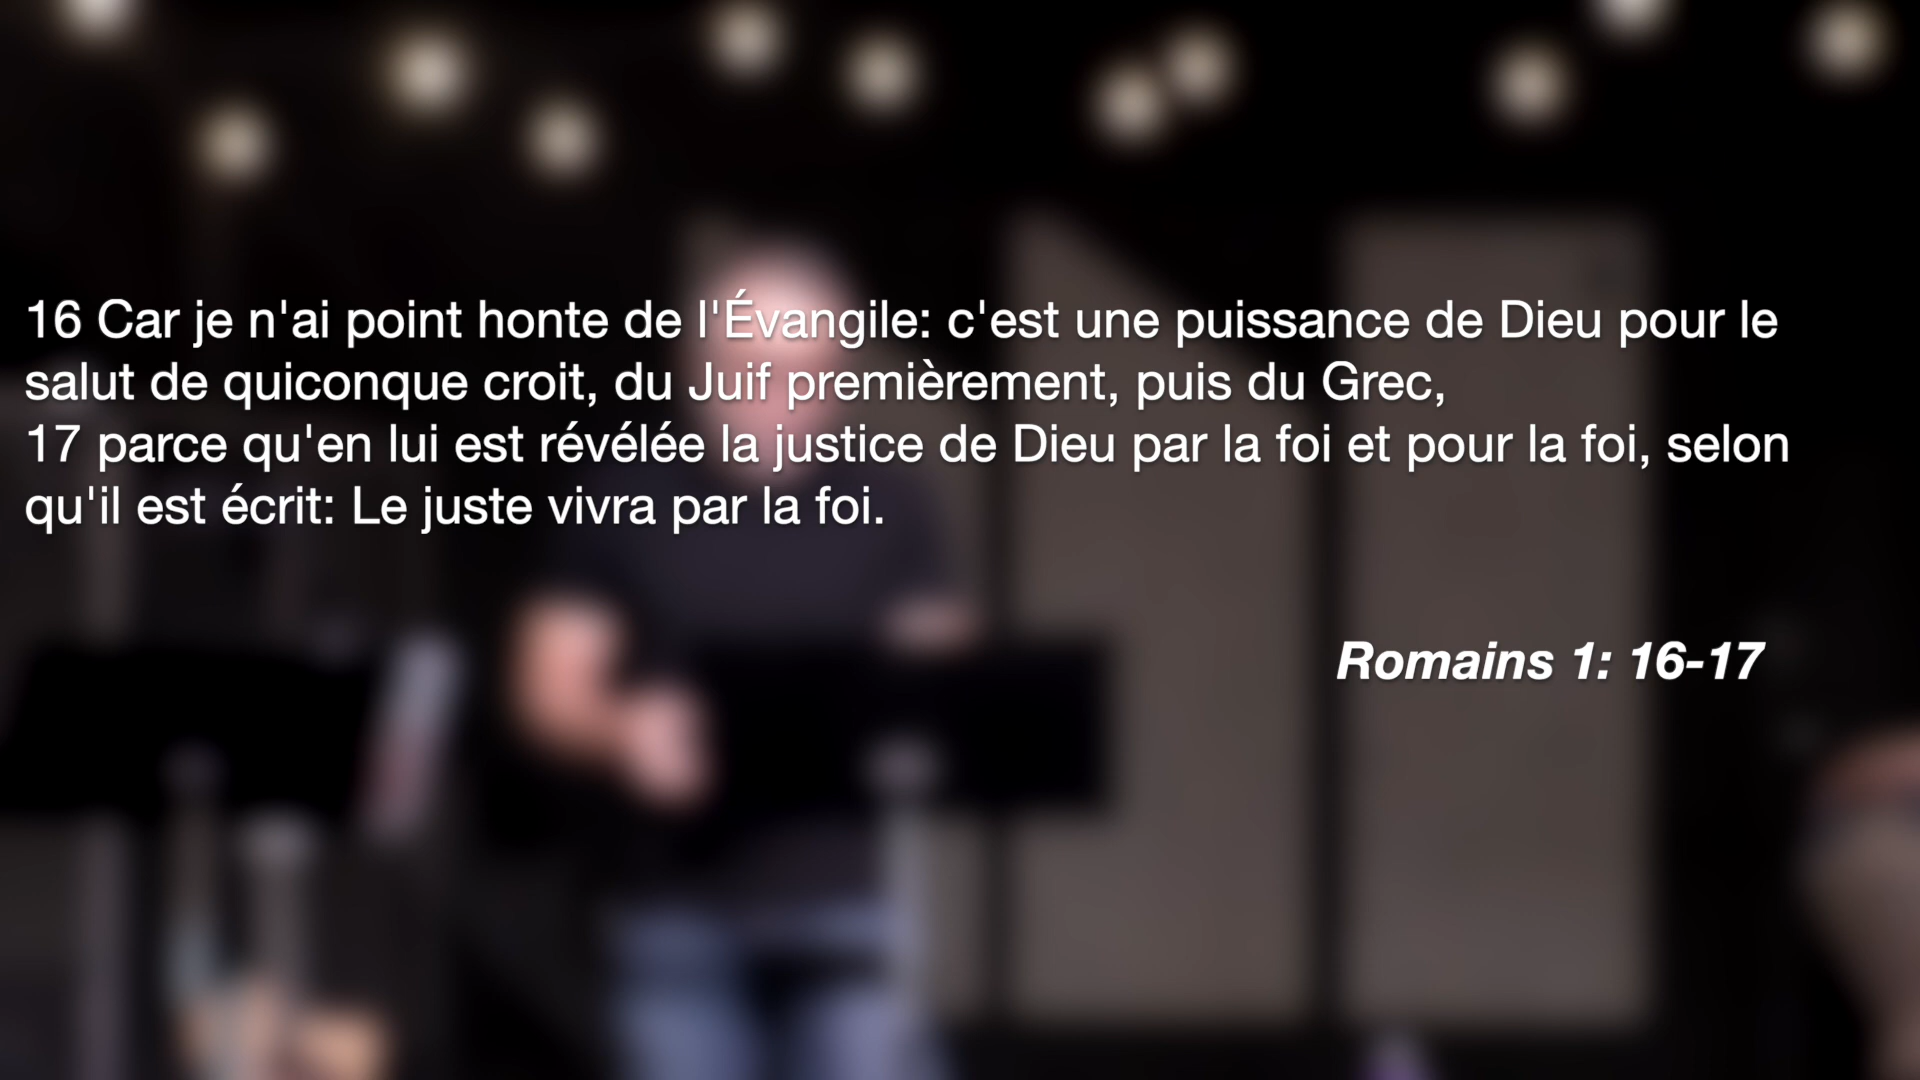 16 Car je n'ai point honte de l'Évangile: c'est une puissance de Dieu pour le
salut de quiconque croit, du Juif premièrement, puis du Grec,
17 parce qu'en lui est révélée la justice de Dieu par la foi et pour la foi, selon
qu'il est écrit: Le juste vivra par la foi.
Romains 1: 16-17